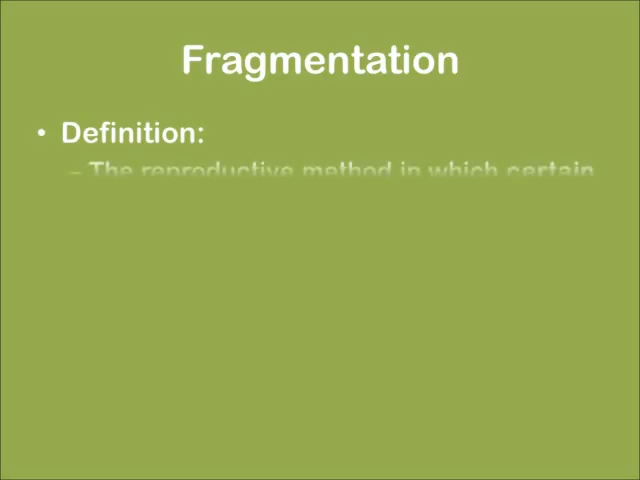 Fragmentation
• Definition:
– The reproductive method in which certain